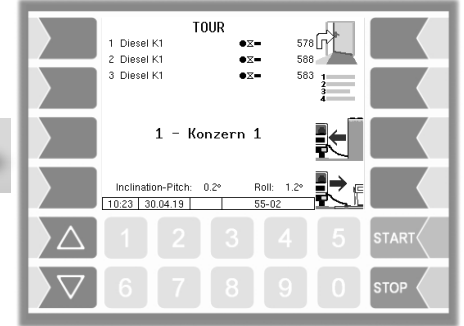 TOUR
1 Diesel K1 578
2 Diesel K1 588
3 Diesel K1 583
1
2
3
4
1 - Konzern 1
Inclination-Pitch: 0.2° Roll: 1.2°
10:23 30.04.19 55-02
1 2 3 4 5 START
6 7 8 9 0 STOP